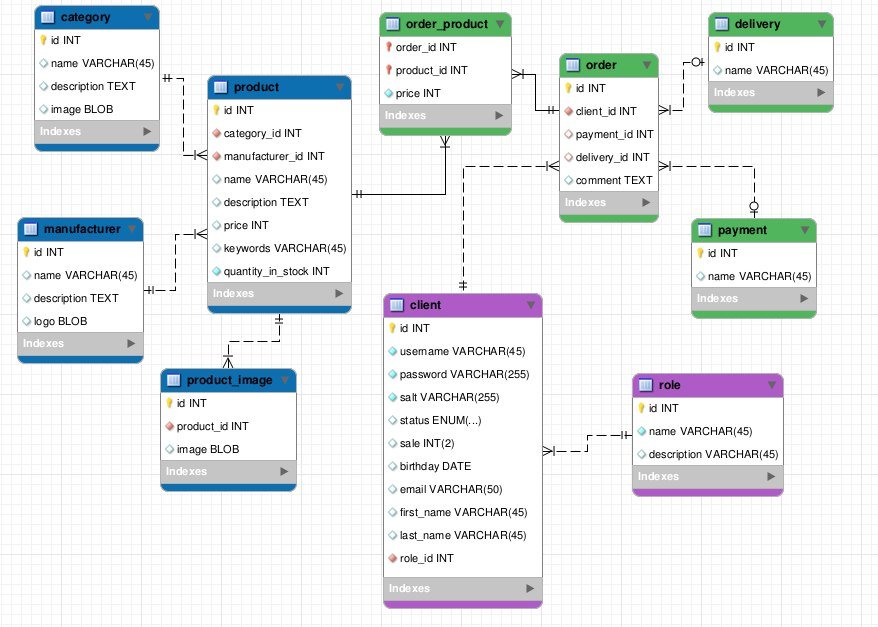 category
id INT
name VARCHAR(45)
description TEXT
image BLOB
Indexes
product
id INT
category_id INT
manufacturer_id INT
name VARCHAR(45)
description TEXT
price INT
keywords VARCHAR(45)
quantity_in_stock INT
Indexes
manufacturer
id INT
name VARCHAR(45)
description TEXT
logo BLOB
Indexes
product_image
id INT
product_id INT
image BLOB
Indexes
order_product
order_id INT
product_id INT
price INT
Indexes
order
id INT
client_id INT
payment_id INT
delivery_id INT
comment TEXT
Indexes
delivery
id INT
name VARCHAR(45)
Indexes
payment
id INT
name VARCHAR(45)
Indexes
client
id INT
username VARCHAR(45)
password VARCHAR(255)
salt VARCHAR(255)
status ENUM(...)
sale INT(2)
birthday DATE
email VARCHAR(50)
first_name VARCHAR(45)
last_name VARCHAR(45)
role_id INT
Indexes
role
id INT
name VARCHAR(45)
description VARCHAR(45)
Indexes